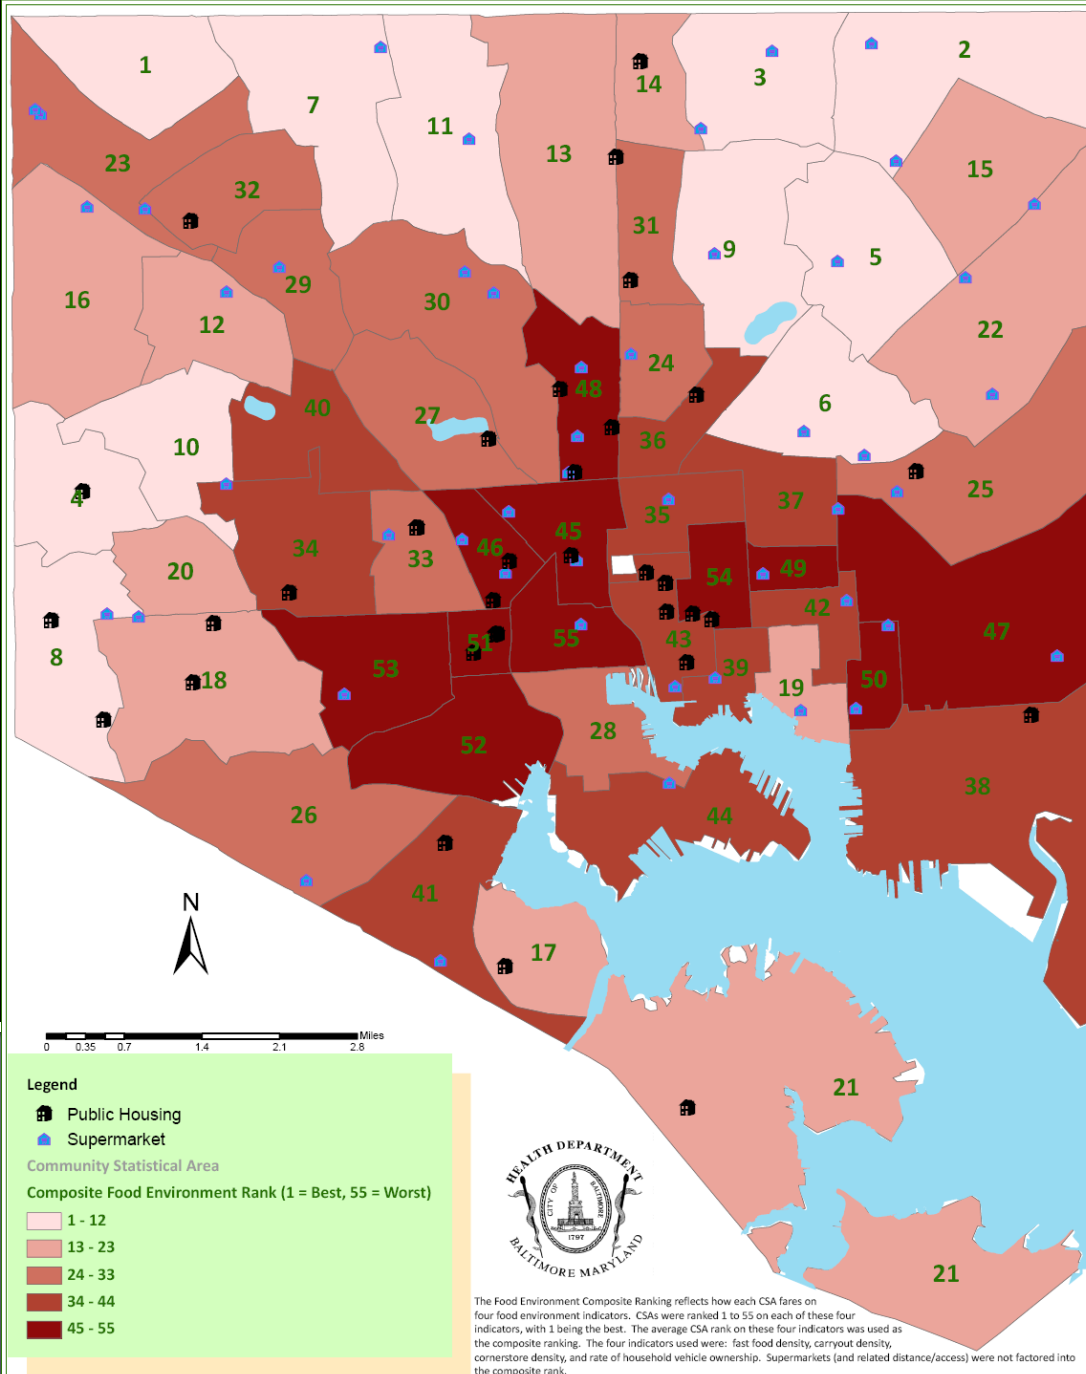 1
2
3
14
7
11
13
23
15
32
31
9
5
29
16
30
12
22
24
48
6
40
27
36
10
4
25
37
35
45
46
34
33
20
49
54
42
47
51
55
43
53
39
8
18
50
19
28
52
38
26
44
41
N
17
21
21
Miles
0 0.35 0.7 1.4 2.1 2.8
Legend
Public Housing
Supermarket
Community Statistical Area
Composite Food Environment Rank (1 = Best, 55 = Worst)
1 - 12
13 - 23
24 - 33
34 - 44
45 - 55
HEALTH DEPARTMENT
CITY OF BALTIMORE
1797
BALTIMORE MARYLAND
The Food Environment Composite Ranking reflects how each CSA fares on
four food environment indicators. CSAs were ranked 1 to 55 on each of these four
indicators, with 1 being the best. The average CSA rank on these four indicators was used as
the composite ranking. The four indicators used were: fast food density, carryout density,
cornerstore density, and rate of household vehicle ownership. Supermarkets (and related distance/access) were not factored into
the composite rank.